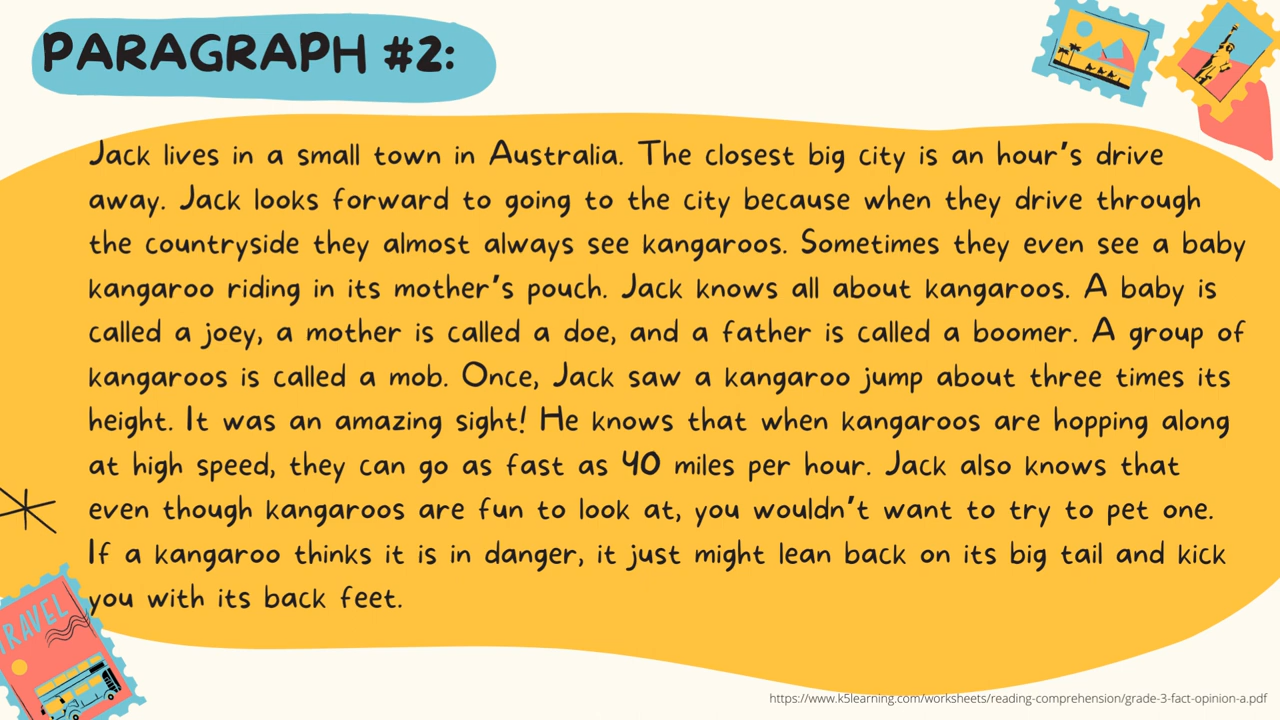 PARAGRAPH #2:
Jack lives in a small town in Australia. The closest big city is an hour's drive
away. Jack looks forward to going to the city because when they drive through
the countryside they almost always see kangaroos. Sometimes they even see a baby
kangaroo riding in its mother's pouch. Jack knows all about kangaroos. A baby is
called a joey, a mother is called a doe, and a father is called a boomer. A group of
kangaroos is called a mob. Once, Jack saw a kangaroo jump about three times its
height. It was an amazing sight! He knows that when kangaroos are hopping along
at high speed, they can go as fast as 40 miles per hour. Jack also knows that
even though kangaroos are fun to look at, you wouldn't want to try to pet one.
If a kangaroo thinks it is in danger, it just might lean back on its big tail and kick
you with its back feet.
TRAVEL
https://www.k5learning.com/worksheets/reading-comprehension/grade-3-fact-opinion-a.pdf